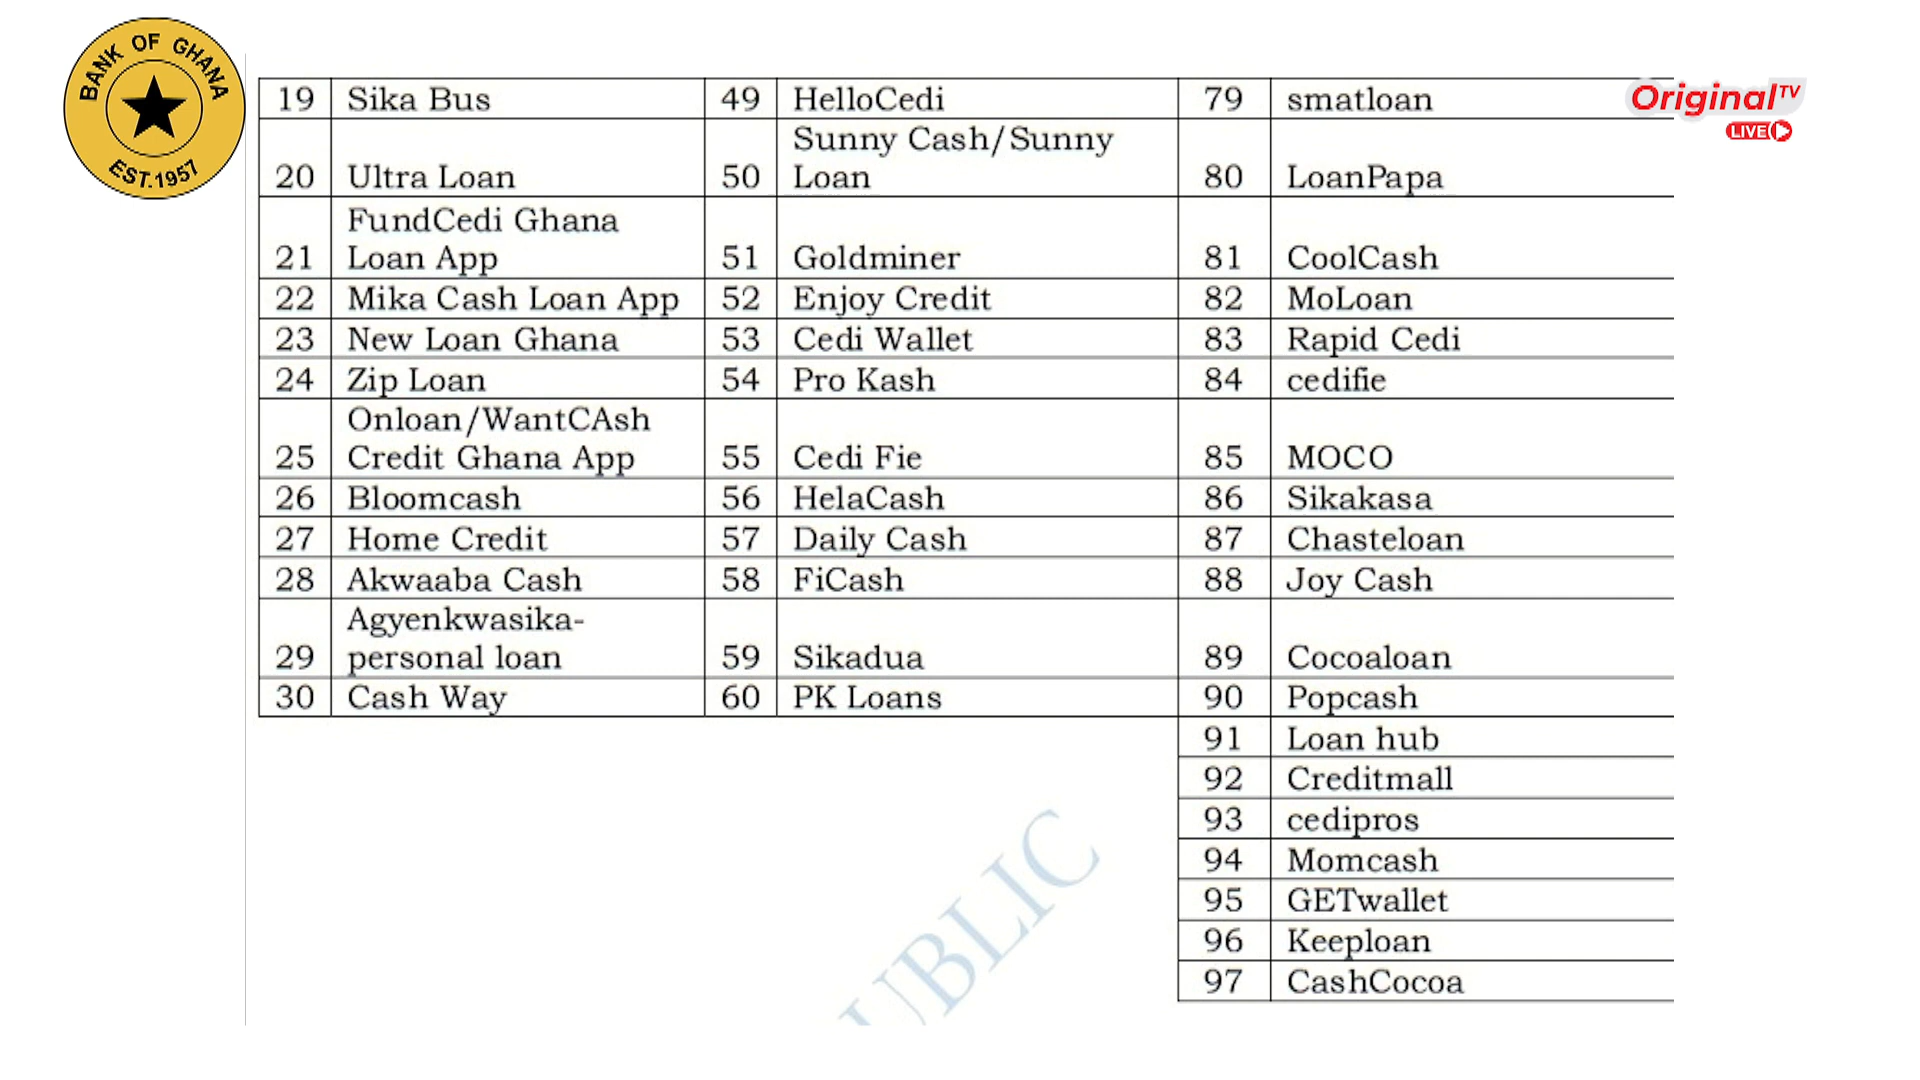 BANK OF GHANA
EST.1957
Original TV
LIVE
19 Sika Bus 49 HelloCedi 79 smatloan
20 Ultra Loan 50 Sunny Cash/Sunny Loan 80 LoanPapa
21 FundCedi Ghana Loan App 51 Goldminer 81 CoolCash
22 Mika Cash Loan App 52 Enjoy Credit 82 MoLoan
23 New Loan Ghana 53 Cedi Wallet 83 Rapid Cedi
24 Zip Loan 54 Pro Kash 84 cedifie
25 Onloan/WantCAsh Credit Ghana App 55 Cedi Fie 85 MOCO
26 Bloomcash 56 HelaCash 86 Sikakasa
27 Home Credit 57 Daily Cash 87 Chasteloan
28 Akwaaba Cash 58 FiCash 88 Joy Cash
29 Agyenkwasika-personal loan 59 Sikadua 89 Cocoaloan
30 Cash Way 60 PK Loans 90 Popcash
91 Loan hub
92 Creditmall
93 cedipros
94 Momcash
95 GETwallet
96 Keeploan
97 CashCocoa
UBLIC